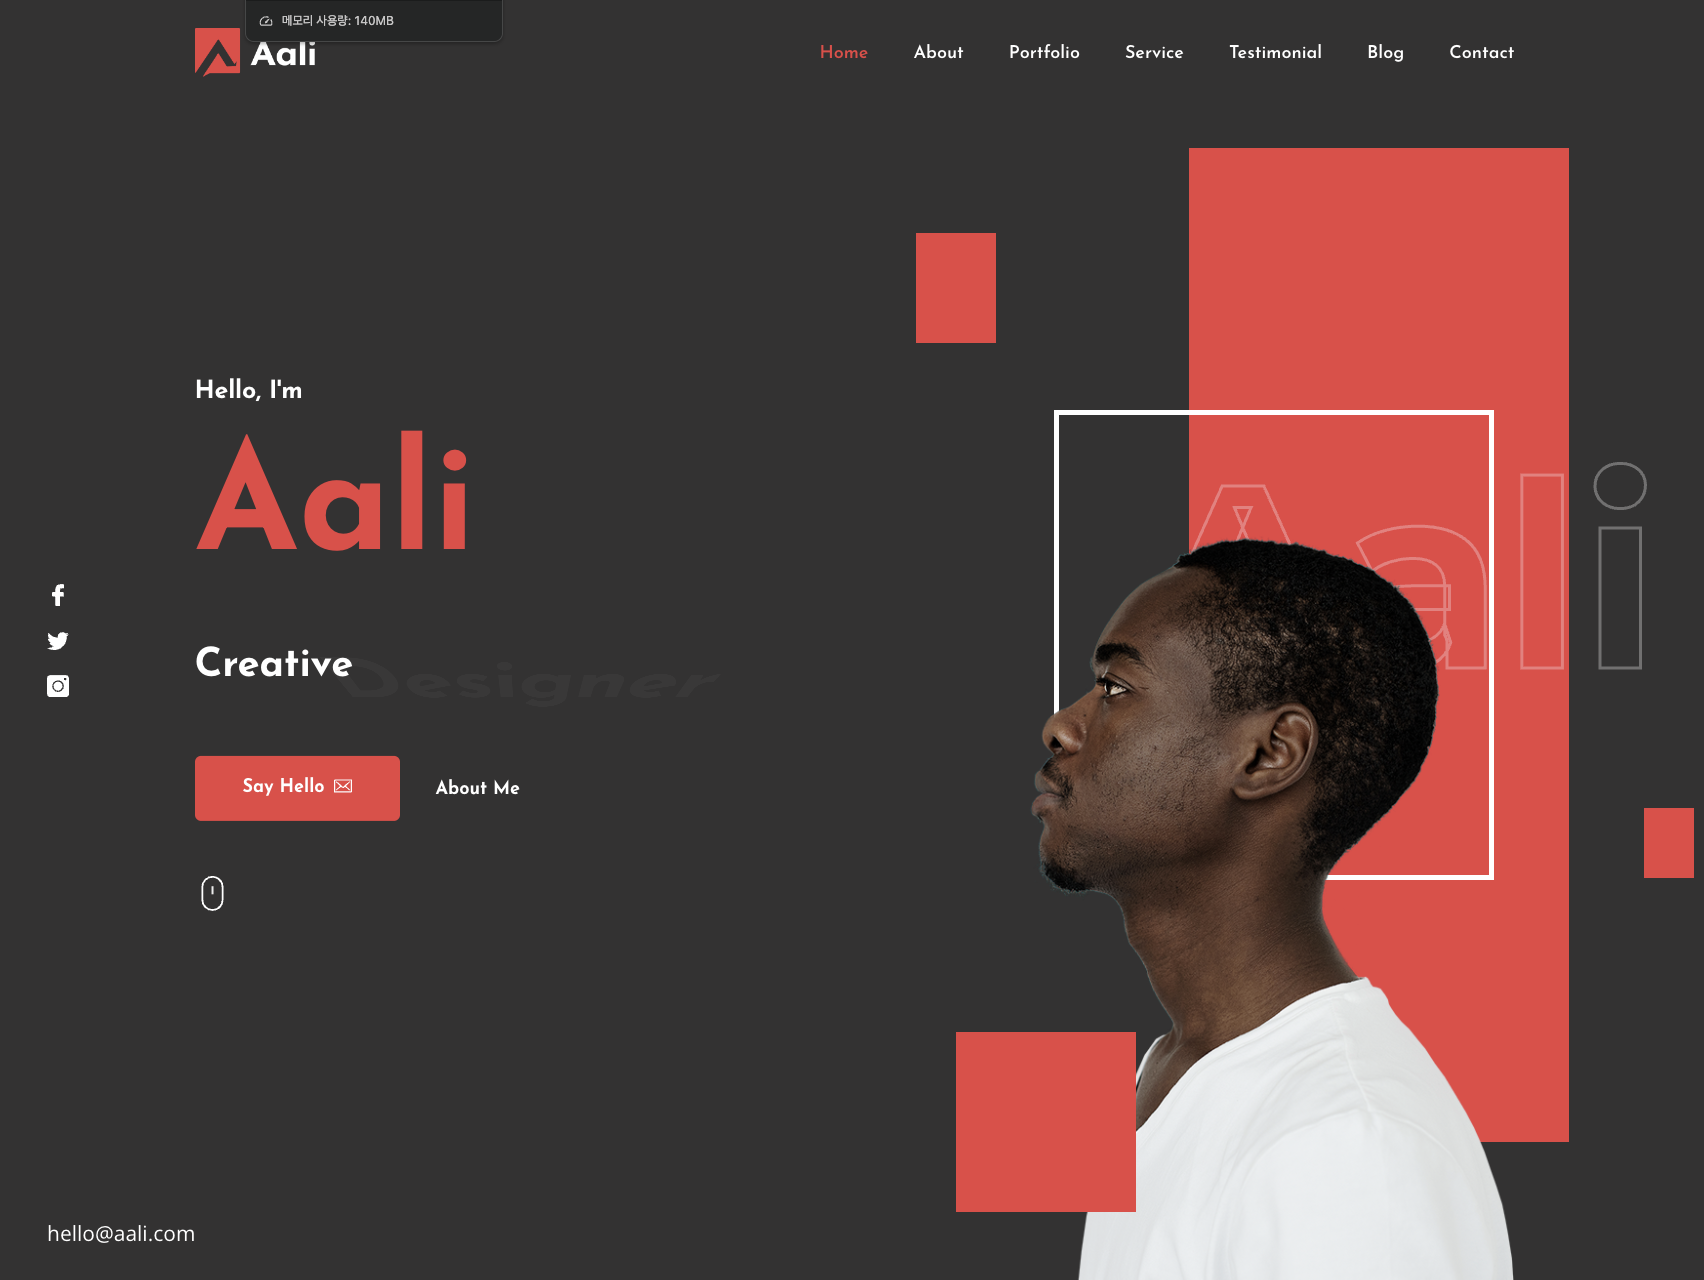 메모리 사용량: 140MB
Aali
Home About Portfolio Service Testimonial Blog Contact
Hello, I'm
Aali
Aali
Creative Designer
Say Hello About Me
hello@aali.com